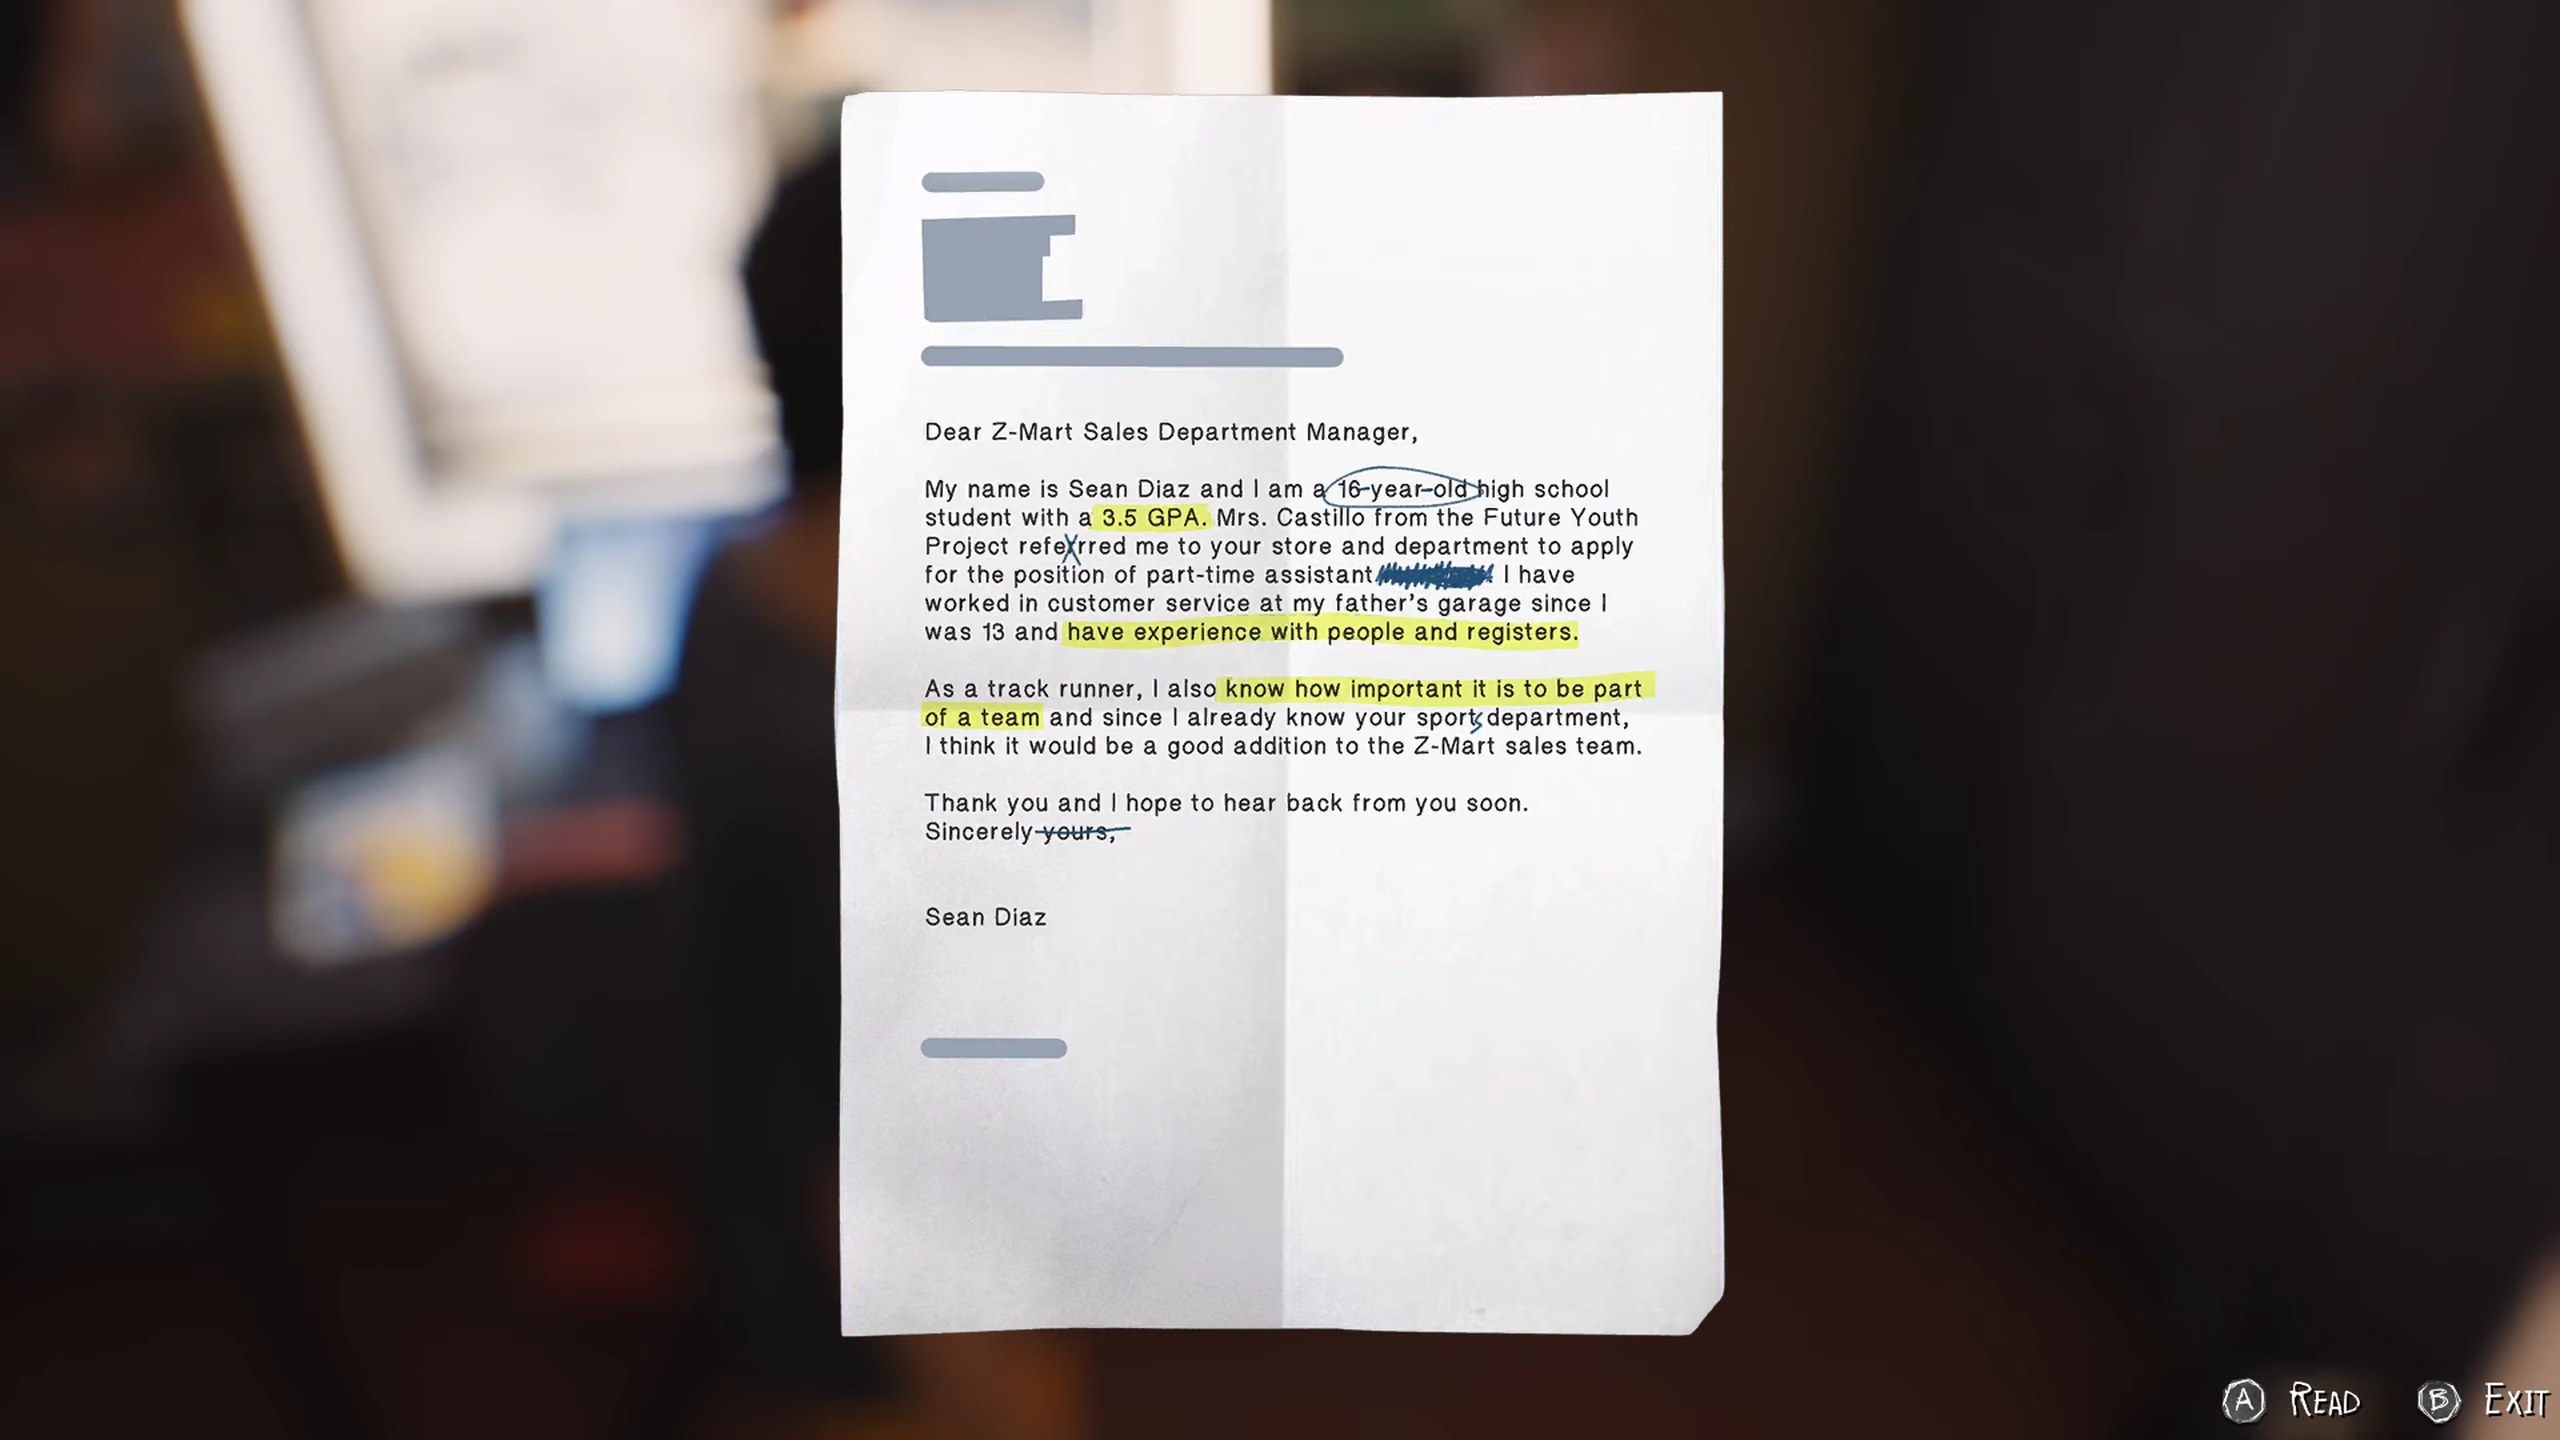 Dear Z-Mart Sales Department Manager,
My name is Sean Diaz and I am a 16-year-old high school
student with a 3.5 GPA. Mrs. Castillo from the Future Youth
Project referrred me to your store and department to apply
for the position of part-time assistant . I have
worked in customer service at my father's garage since I
was 13 and have experience with people and registers.
As a track runner, I also know how important it is to be part
of a team and since I already know your sports department,
I think it would be a good addition to the Z-Mart sales team.
Thank you and I hope to hear back from you soon.
Sincerely yours,
Sean Diaz
A READ B EXIT